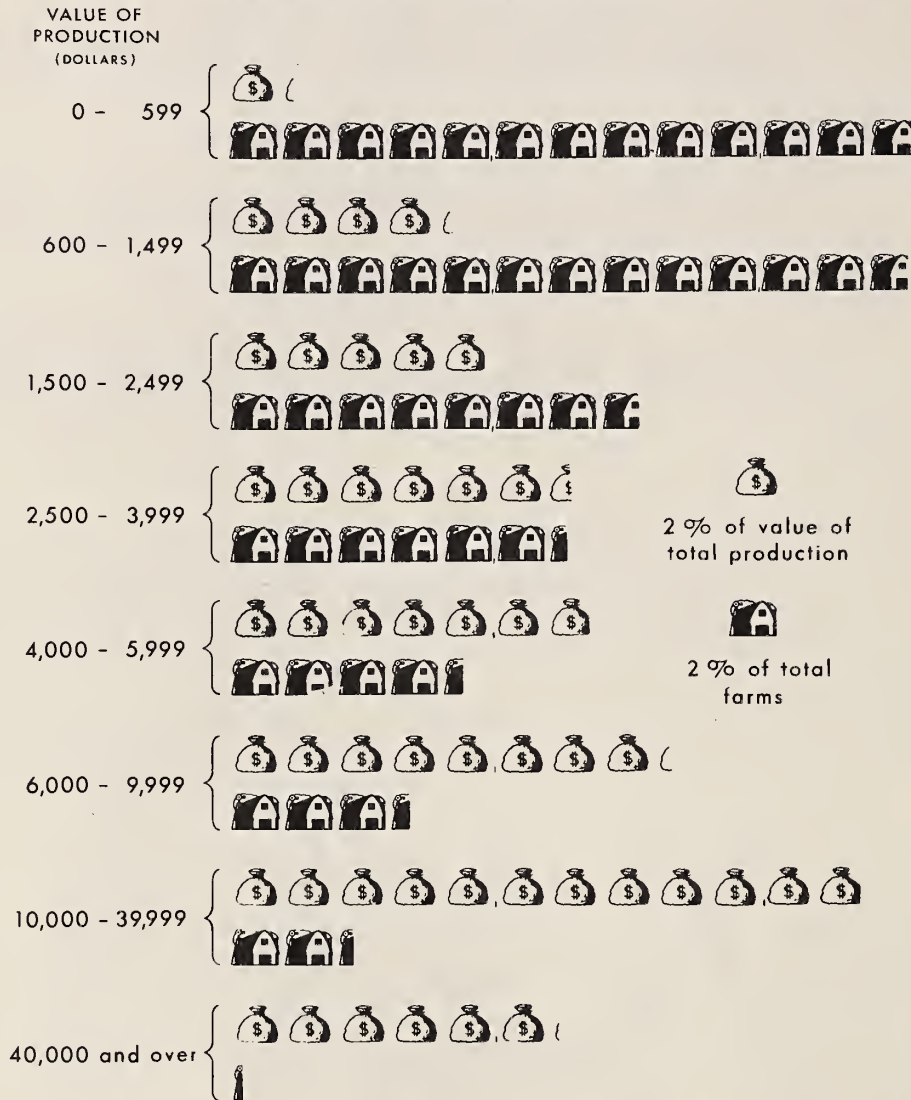 VALUE OF
PRODUCTION
(DOLLARS)
0 - 599
600 - 1,499
1,500 - 2,499
2,500 - 3,999
2 % of value of
total production
4,000 - 5,999
2 % of total
farms
6,000 - 9,999
10,000 - 39,999
40,000 and over